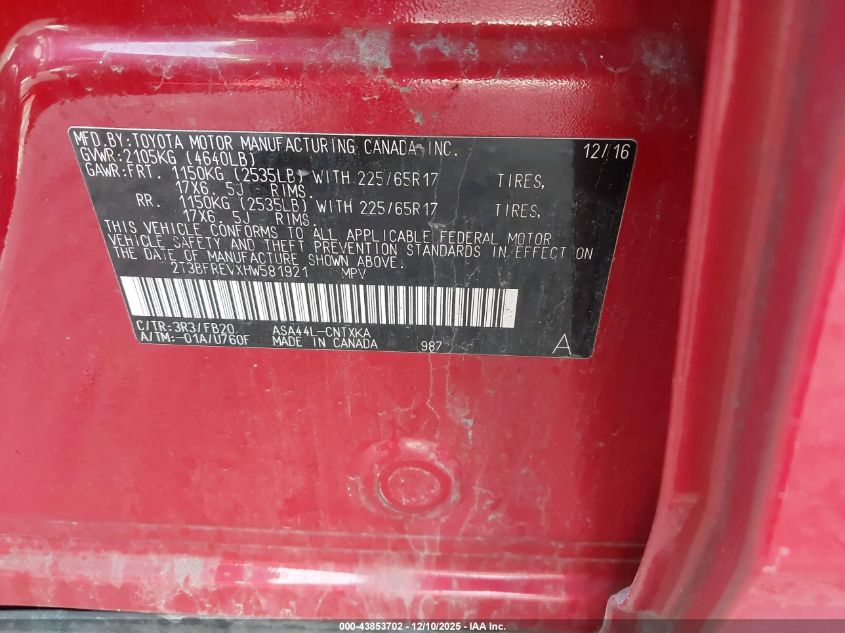 MFD.BY:TOYOTA MOTOR MANUFACTURING CANADA INC. 12/16
GVWR:2105KG (4640LB)
GAWR:FRT. 1150KG (2535LB) WITH 225/65R17 TIRES,
17X6.5J RIMS
RR. 1150KG (2535LB) WITH 225/65R17 TIRES,
17X6.5J RIMS
THIS VEHICLE CONFORMS TO ALL APPLICABLE FEDERAL MOTOR
VEHICLE SAFETY AND THEFT PREVENTION STANDARDS IN EFFECT ON
THE DATE OF MANUFACTURE SHOWN ABOVE.
2T3BFREVXHW581921 MPV
C/TR:3R3/FB20 ASA44L-CNTXKA
A/TM:-01A/U760F MADE IN CANADA 987 A
000-43853702 - 12/10/2025 - IAA Inc.